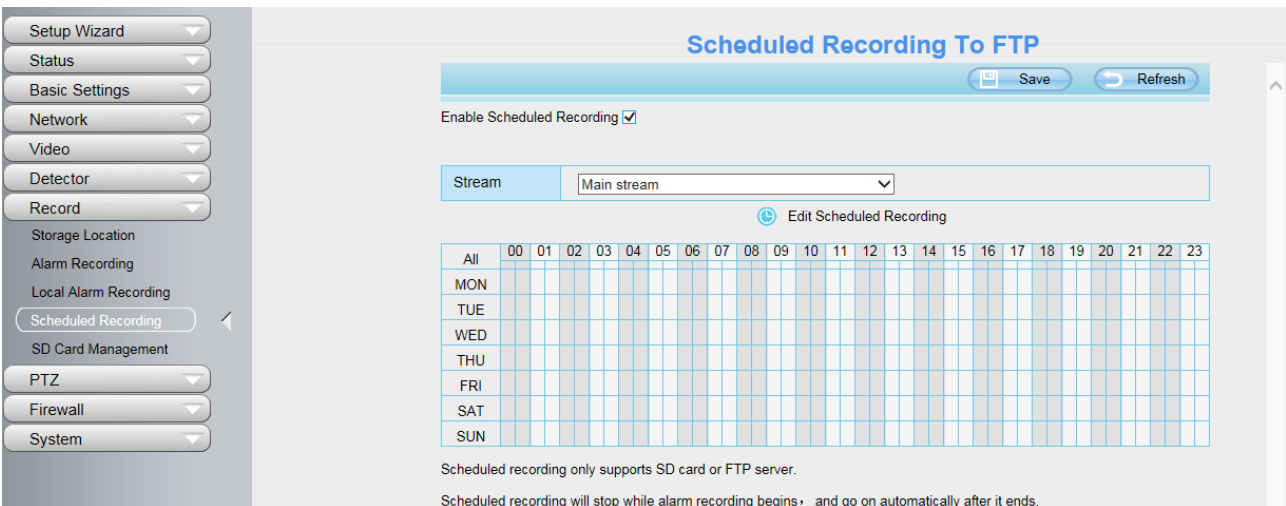 Setup Wizard
Status
Basic Settings
Network
Video
Detector
Record
Storage Location
Alarm Recording
Local Alarm Recording
Scheduled Recording
SD Card Management
PTZ
Firewall
System
Scheduled Recording To FTP
Save Refresh
Enable Scheduled Recording
Stream Main stream
Edit Scheduled Recording
All 00 01 02 03 04 05 06 07 08 09 10 11 12 13 14 15 16 17 18 19 20 21 22 23
MON
TUE
WED
THU
FRI
SAT
SUN
Scheduled recording only supports SD card or FTP server.
Scheduled recording will stop while alarm recording begins， and go on automatically after it ends.